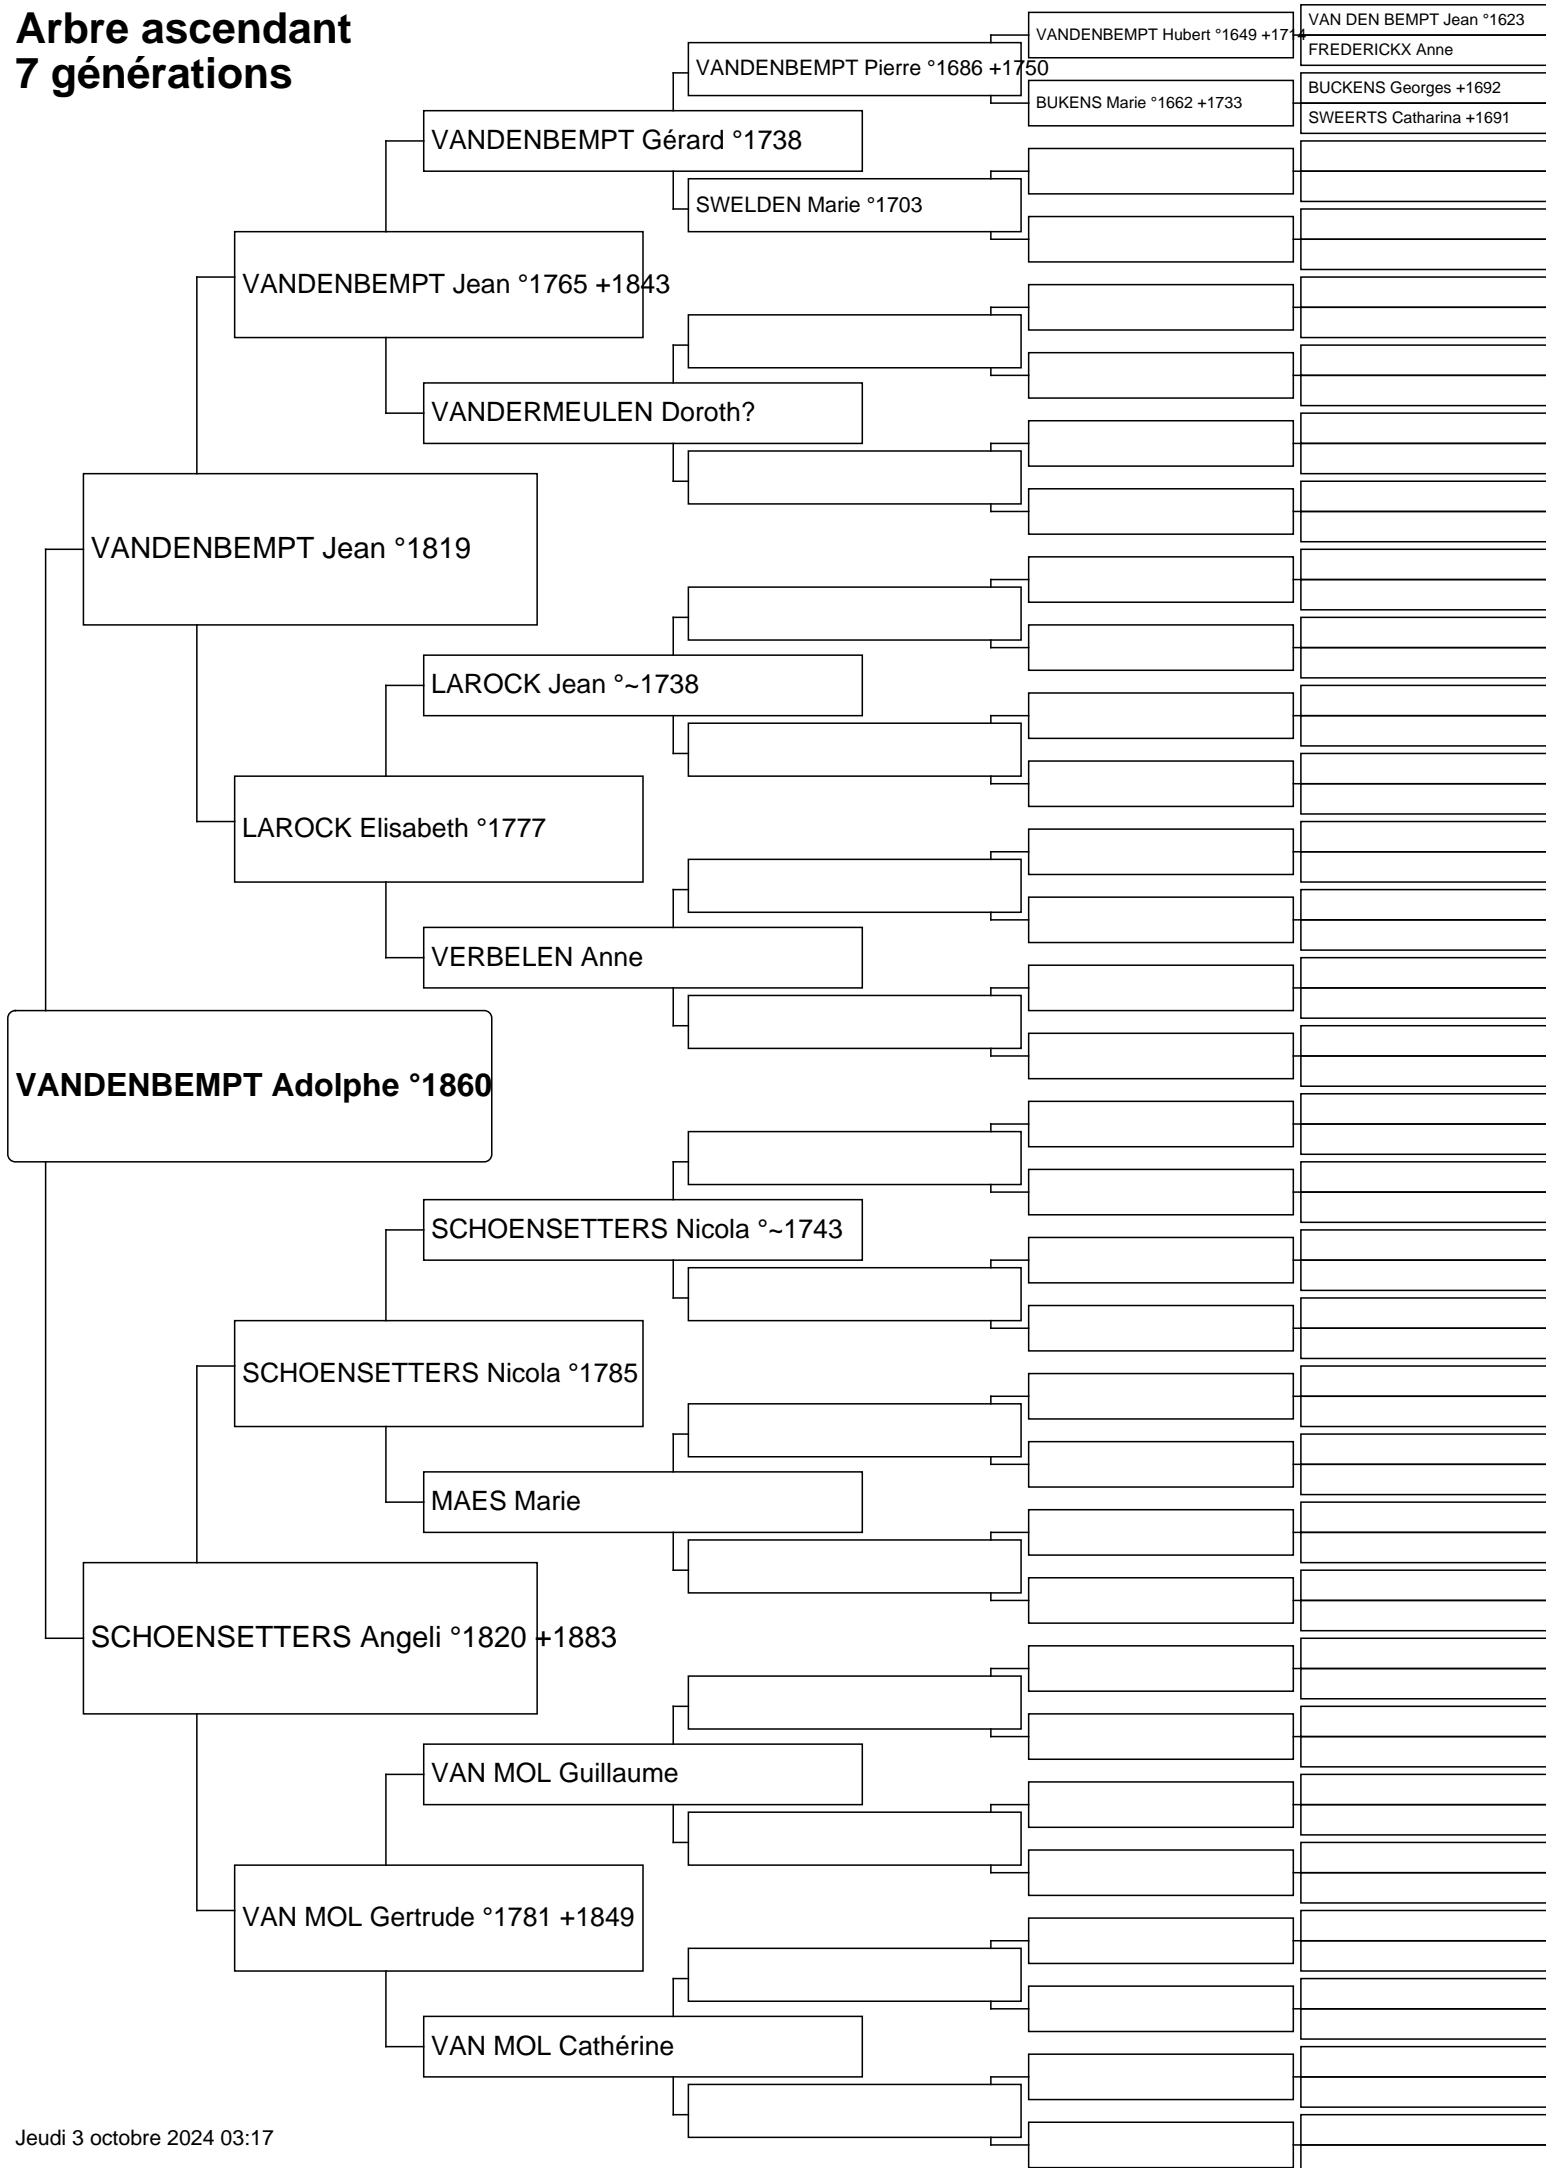 Arbre ascendant
7 générations
VAN DEN BEMPT Jean °1623
VANDENBEMPT Hubert °1649 +1714
FREDERICKX Anne
VANDENBEMPT Pierre °1686 +1750
BUCKENS Georges +1692
BUKENS Marie °1662 +1733
SWEERTS Catharina +1691
VANDENBEMPT Gérard °1738
SWELDEN Marie °1703
VANDENBEMPT Jean °1765 +1843
VANDERMEULEN Doroth?
VANDENBEMPT Jean °1819
LAROCK Jean °~1738
LAROCK Elisabeth °1777
VERBELEN Anne
VANDENBEMPT Adolphe °1860
SCHOENSETTERS Nicola °~1743
SCHOENSETTERS Nicola °1785
MAES Marie
SCHOENSETTERS Angeli °1820 +1883
VAN MOL Guillaume
VAN MOL Gertrude °1781 +1849
VAN MOL Cathérine
Jeudi 3 octobre 2024 03:17